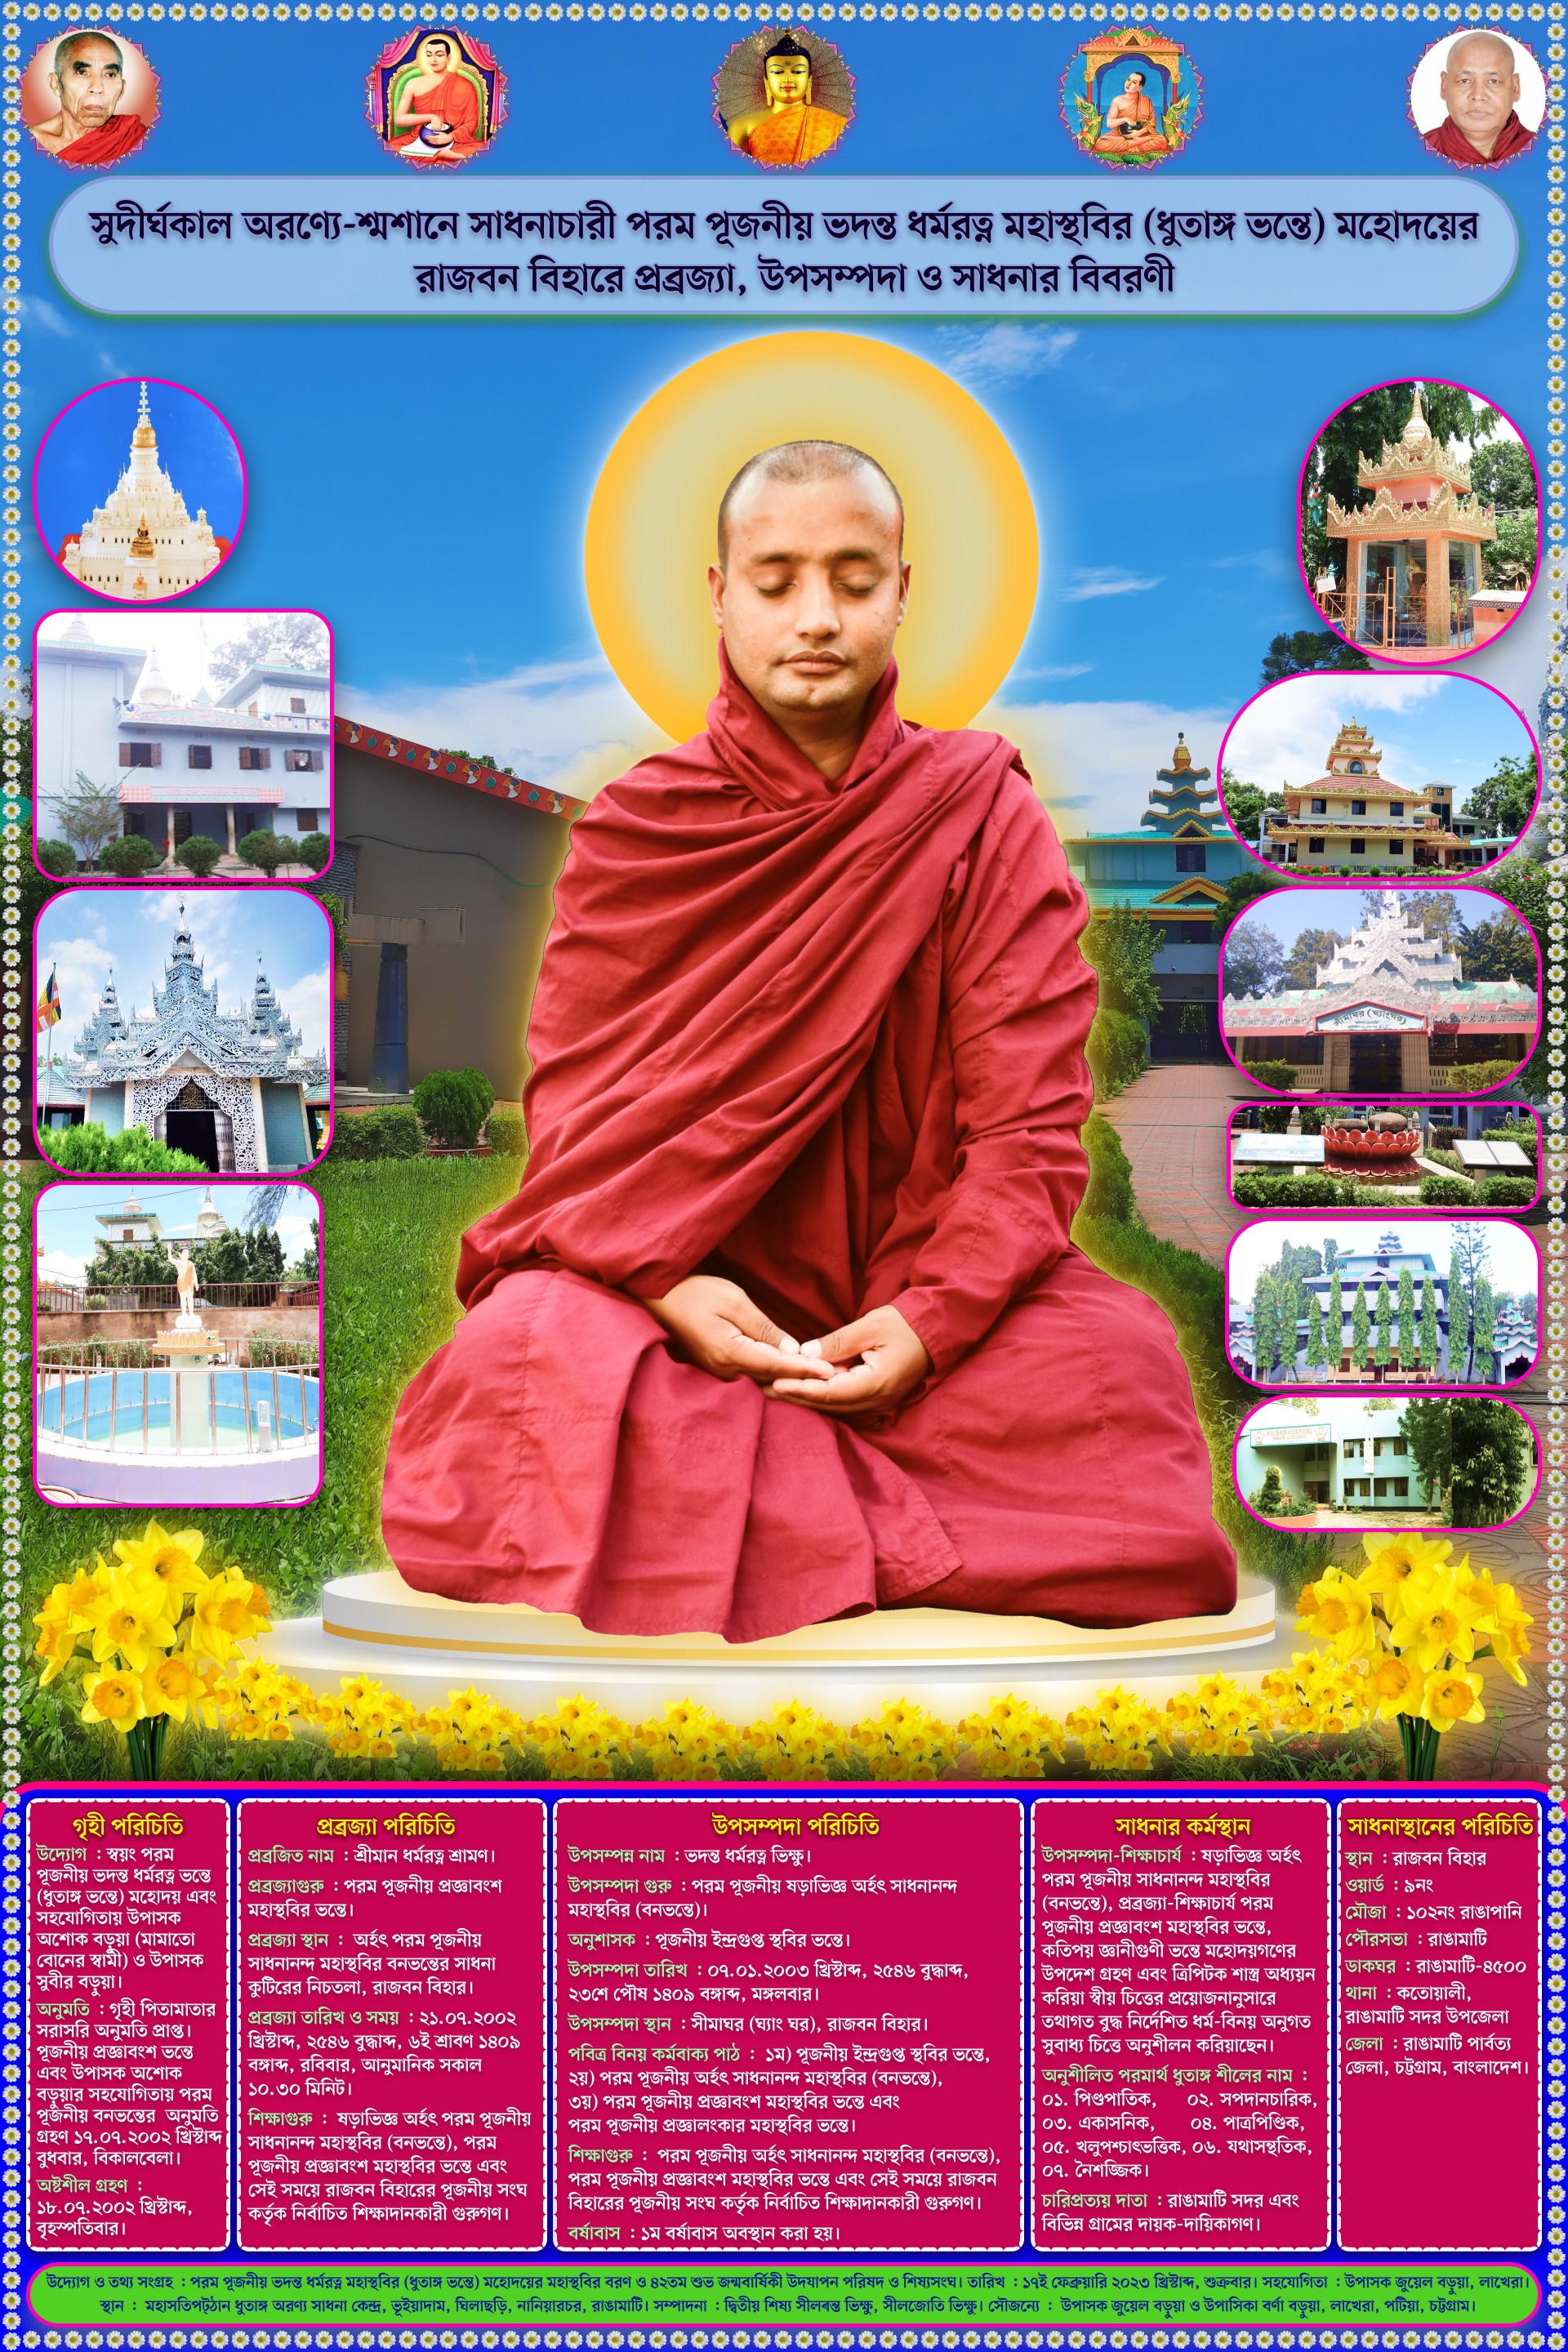 সুদীর্ঘকাল অরণ্যে-শ্মশানে সাধনাচারী পরম পূজনীয় ভদন্ত ধর্মরত্ন মহাস্থবির (ধুতাঙ্গ ভন্তে) মহোদয়ের
রাজবন বিহারে প্রব্রজ্যা, উপসম্পদা ও সাধনার বিবরণী
সীমাঘর (ঘ্যাংঘর)
গৃহী পরিচিতি
উদ্যোগ : স্বয়ং পরম
পূজনীয় ভদন্ত ধর্মরত্ন ভন্তে
(ধুতাঙ্গ ভন্তে) মহোদয় এবং
সহযোগিতায় উপাসক
অশোক বড়ুয়া (মামাতো
বোনের স্বামী) ও উপাসক
সুবীর বড়ুয়া।
অনুমতি : গৃহী পিতামাতার
সরাসরি অনুমতি প্রাপ্ত।
পূজনীয় প্রজ্ঞাবংশ ভন্তে
এবং উপাসক অশোক
বড়ুয়ার সহযোগিতায় পরম
পূজনীয় বনভন্তের অনুমতি
গ্রহণ ১৭.০৭.২০০২ খ্রিস্টাব্দ
বুধবার, বিকালবেলা।
অষ্টশীল গ্রহণ :
১৮.০৭.২০০২ খ্রিস্টাব্দ,
বৃহস্পতিবার।
প্রব্রজ্যা পরিচিতি
প্রব্রজিত নাম : শ্রীমান ধর্মরত্ন শ্রামণ।
প্রব্রজ্যাগুরু : পরম পূজনীয় প্রজ্ঞাবংশ
মহাস্থবির ভন্তে।
প্রব্রজ্যা স্থান : অর্হৎ পরম পূজনীয়
সাধনানন্দ মহাস্থবির বনভন্তের সাধনা
কুটিরের নিচতলা, রাজবন বিহার।
প্রব্রজ্যা তারিখ ও সময় : ২১.০৭.২০০২
খ্রিস্টাব্দ, ২৫৪৬ বুদ্ধাব্দ, ৬ই শ্রাবণ ১৪০৯
বঙ্গাব্দ, রবিবার, আনুমানিক সকাল
১০.৩০ মিনিট।
শিক্ষাগুরু : ষড়াভিজ্ঞ অর্হৎ পরম পূজনীয়
সাধনানন্দ মহাস্থবির (বনভন্তে), পরম
পূজনীয় প্রজ্ঞাবংশ মহাস্থবির ভন্তে এবং
সেই সময়ে রাজবন বিহারের পূজনীয় সংঘ
কর্তৃক নির্বাচিত শিক্ষাদানকারী গুরুগণ।
উপসম্পদা পরিচিতি
উপসম্পন্ন নাম : ভদন্ত ধর্মরত্ন ভিক্ষু।
উপসম্পদা গুরু : পরম পূজনীয় ষড়াভিজ্ঞ অর্হৎ সাধনানন্দ
মহাস্থবির (বনভন্তে)।
অনুশাসক : পূজনীয় ইন্দ্রগুপ্ত স্থবির ভন্তে।
উপসম্পদা তারিখ : ০৭.০১.২০০৩ খ্রিস্টাব্দ, ২৫৪৬ বুদ্ধাব্দ,
২৩শে পৌষ ১৪০৯ বঙ্গাব্দ, মঙ্গলবার।
উপসম্পদা স্থান : সীমাঘর (ঘ্যাং ঘর), রাজবন বিহার।
পবিত্র বিনয় কর্মবাক্য পাঠ : ১ম) পূজনীয় ইন্দ্রগুপ্ত স্থবির ভন্তে,
২য়) পরম পূজনীয় অর্হৎ সাধনানন্দ মহাস্থবির (বনভন্তে),
৩য়) পরম পূজনীয় প্রজ্ঞাবংশ মহাস্থবির ভন্তে এবং
পরম পূজনীয় প্রজ্ঞালংকার মহাস্থবির ভন্তে।
শিক্ষাগুরু : পরম পূজনীয় অর্হৎ সাধনানন্দ মহাস্থবির (বনভন্তে),
পরম পূজনীয় প্রজ্ঞাবংশ মহাস্থবির ভন্তে এবং সেই সময়ে রাজবন
বিহারের পূজনীয় সংঘ কর্তৃক নির্বাচিত শিক্ষাদানকারী গুরুগণ।
বর্ষাবাস : ১ম বর্ষাবাস অবস্থান করা হয়।
সাধনার কর্মস্থান
উপসম্পদা-শিক্ষাচার্য : ষড়াভিজ্ঞ অর্হৎ
পরম পূজনীয় সাধনানন্দ মহাস্থবির
(বনভন্তে), প্রব্রজ্যা-শিক্ষাচার্য পরম
পূজনীয় প্রজ্ঞাবংশ মহাস্থবির ভন্তে,
কতিপয় জ্ঞানীগুণী ভন্তে মহোদয়গণের
উপদেশ গ্রহণ এবং ত্রিপিটক শাস্ত্র অধ্যয়ন
করিয়া স্বীয় চিত্তের প্রয়োজনানুসারে
তথাগত বুদ্ধ নির্দেশিত ধর্ম-বিনয় অনুগত
সুবাধ্য চিত্তে অনুশীলন করিয়াছেন।
অনুশীলিত পরমার্থ ধুতাঙ্গ শীলের নাম :
০১. পিণ্ডপাতিক, ০২. সপদানচারিক,
০৩. একাসনিক, ০৪. পাত্রপিণ্ডিক,
০৫. খলুপশ্চাৎভত্তিক, ০৬. যথাসন্থতিক,
০৭. নৈশজ্জিক।
চারিপ্রত্যয় দাতা : রাঙামাটি সদর এবং
বিভিন্ন গ্রামের দায়ক-দায়িকাগণ।
সাধনাস্থানের পরিচিতি
স্থান : রাজবন বিহার
ওয়ার্ড : ৯নং
মৌজা : ১০২নং রাঙাপানি
পৌরসভা : রাঙামাটি
ডাকঘর : রাঙামাটি-৪৫০০
থানা : কতোয়ালী,
রাঙামাটি সদর উপজেলা
জেলা : রাঙামাটি পার্বত্য
জেলা, চট্টগ্রাম, বাংলাদেশ।
উদ্যোগ ও তথ্য সংগ্রহ : পরম পূজনীয় ভদন্ত ধর্মরত্ন মহাস্থবির (ধুতাঙ্গ ভন্তে) মহোদয়ের মহাস্থবির বরণ ও ৪২তম শুভ জন্মবার্ষিকী উদযাপন পরিষদ ও শিষ্যসংঘ। তারিখ : ১৭ই ফেব্রুয়ারি ২০২৩ খ্রিস্টাব্দ, শুক্রবার। সহযোগিতা : উপাসক জুয়েল বড়ুয়া, লাখেরা।
স্থান : মহাসতিপট্ঠান ধুতাঙ্গ অরণ্য সাধনা কেন্দ্র, ভূইয়াদাম, ঘিলাছড়ি, নানিয়ারচর, রাঙামাটি। সম্পাদনা : দ্বিতীয় শিষ্য সীলৰন্ত ভিক্ষু, সীলজোতি ভিক্ষু। সৌজন্যে : উপাসক জুয়েল বড়ুয়া ও উপাসিকা বর্ণা বড়ুয়া, লাখেরা, পটিয়া, চট্টগ্রাম।